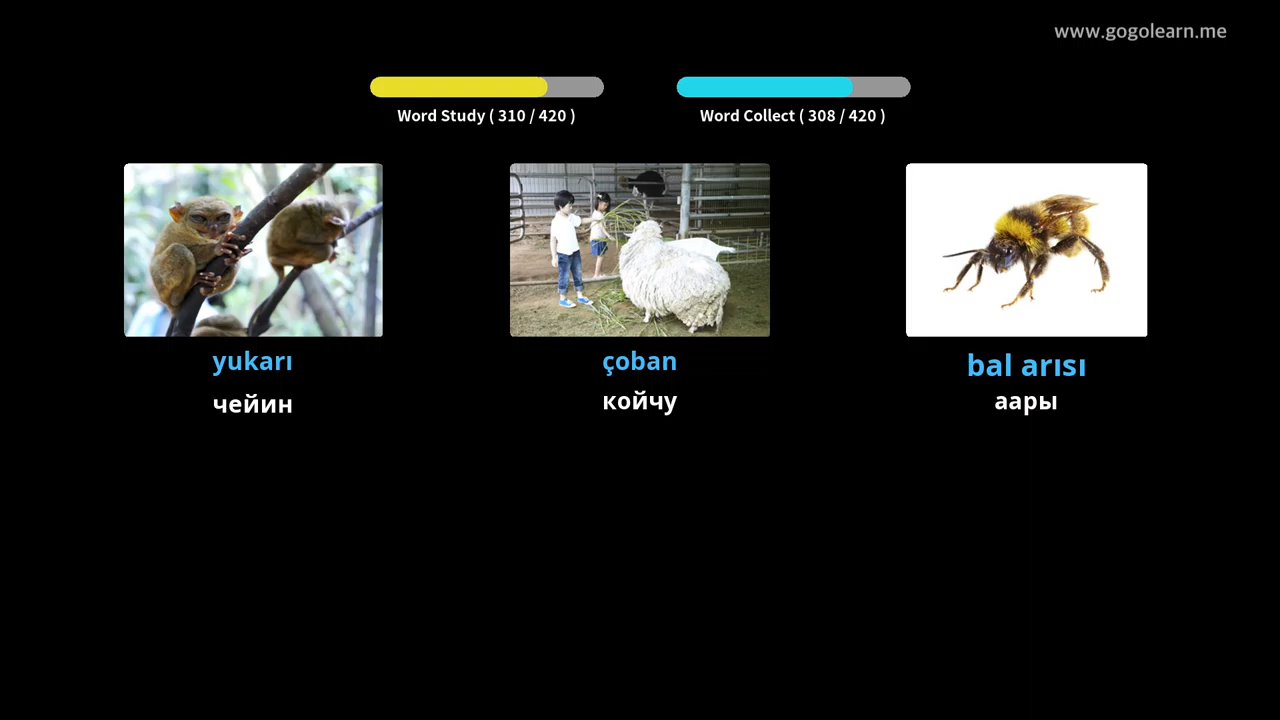 www.gogolearn.me
Word Study ( 310 / 420 )
Word Collect ( 308 / 420 )
yukarı
çoban
bal arısı
чейин
койчу
аары